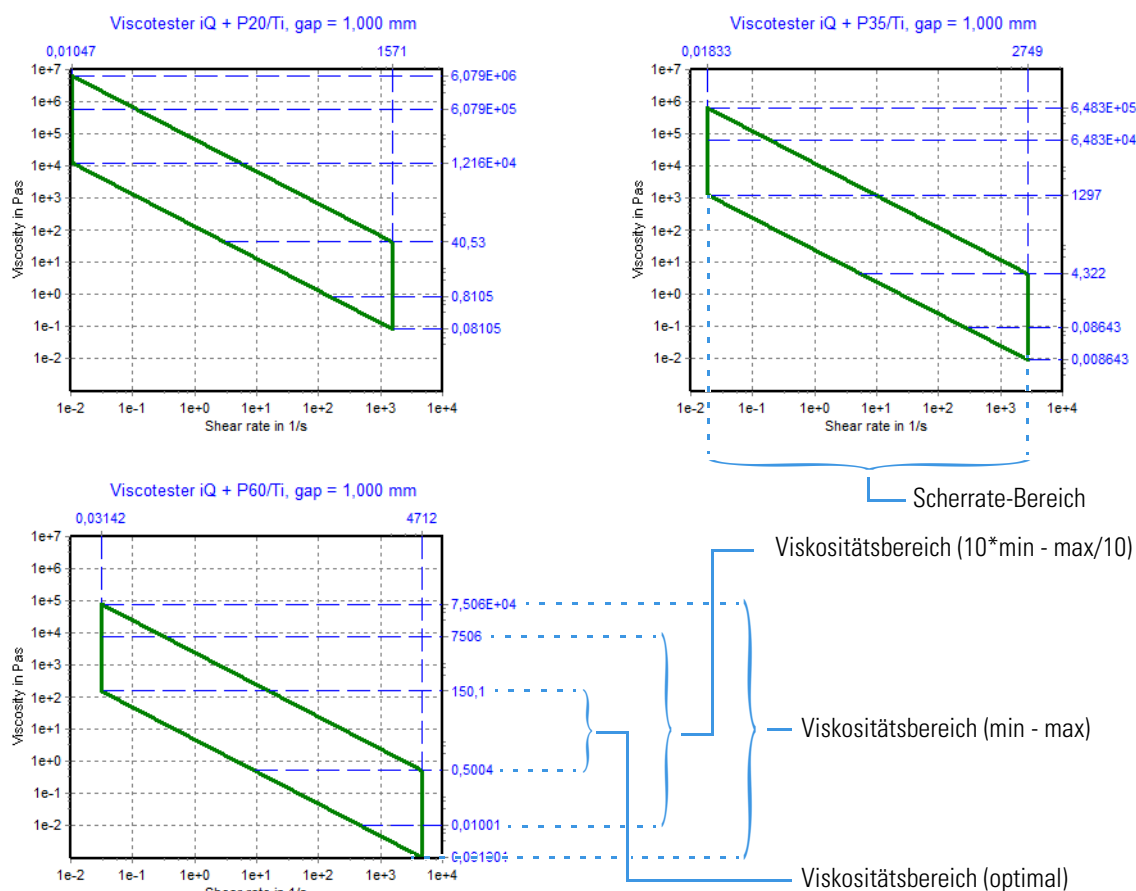 Viscotester iQ + P20/Ti, gap = 1,000 mm
0,01047 1571
1e+7
1e+6
1e+5
1e+4
1e+3
1e+2
1e+1
1e+0
1e-1
1e-2
Viscosity in Pas
6,079E+06
6,079E+05
1,216E+04
40,53
0,8105
0,08105
1e-2 1e-1 1e+0 1e+1 1e+2 1e+3 1e+4
Shear rate in 1/s
Viscotester iQ + P35/Ti, gap = 1,000 mm
0,01833 2749
1e+7
1e+6
1e+5
1e+4
1e+3
1e+2
1e+1
1e+0
1e-1
1e-2
Viscosity in Pas
6,483E+05
6,483E+04
1297
4,322
0,08643
0,008643
1e-2 1e-1 1e+0 1e+1 1e+2 1e+3 1e+4
Shear rate in 1/s
Scherrate-Bereich
Viscotester iQ + P60/Ti, gap = 1,000 mm
0,03142 4712
1e+7
1e+6
1e+5
1e+4
1e+3
1e+2
1e+1
1e+0
1e-1
1e-2
Viscosity in Pas
7,506E+04
7506
150,1
0,5004
0,01001
1e-2 1e-1 1e+0 1e+1 1e+2 1e+3 1e+4
Shear rate in 1/s
Viskositätsbereich (10*min - max/10)
Viskositätsbereich (min - max)
Viskositätsbereich (optimal)